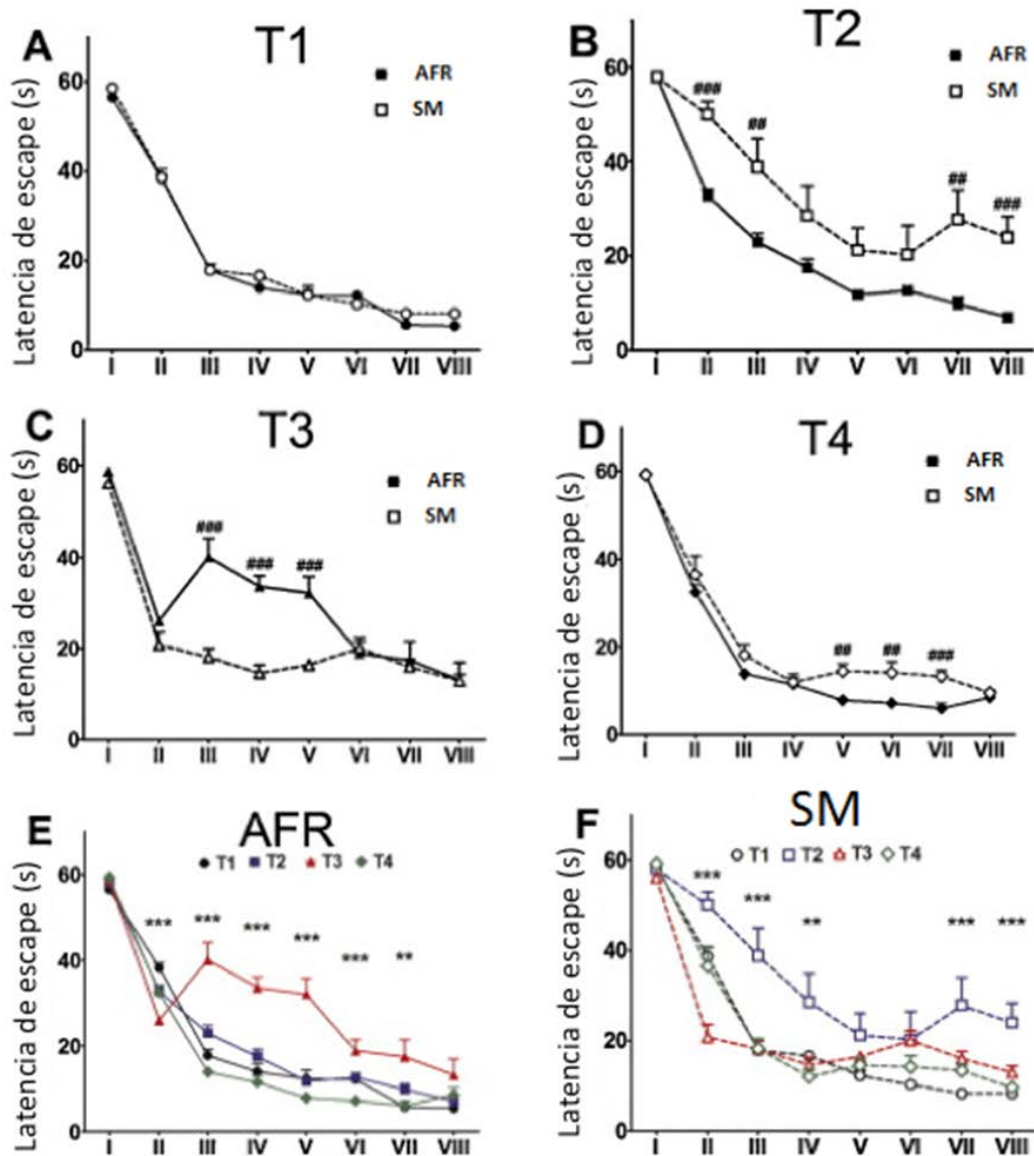 A T1
Latencia de escape (s)
60
40
20
0
AFR
SM
I II III IV V VI VII VIII
B T2
Latencia de escape (s)
60
40
20
0
AFR
SM
### ## ## ###
I II III IV V VI VII VIII
C T3
Latencia de escape (s)
60
40
20
0
AFR
SM
### ### ###
I II III IV V VI VII VIII
D T4
Latencia de escape (s)
60
40
20
0
AFR
SM
## ## ###
I II III IV V VI VII VIII
E AFR
Latencia de escape (s)
T1 T2 T3 T4
60
40
20
0
*** *** *** *** *** **
I II III IV V VI VII VIII
F SM
Latencia de escape (s)
T1 T2 T3 T4
60
40
20
0
*** *** ** *** ***
I II III IV V VI VII VIII